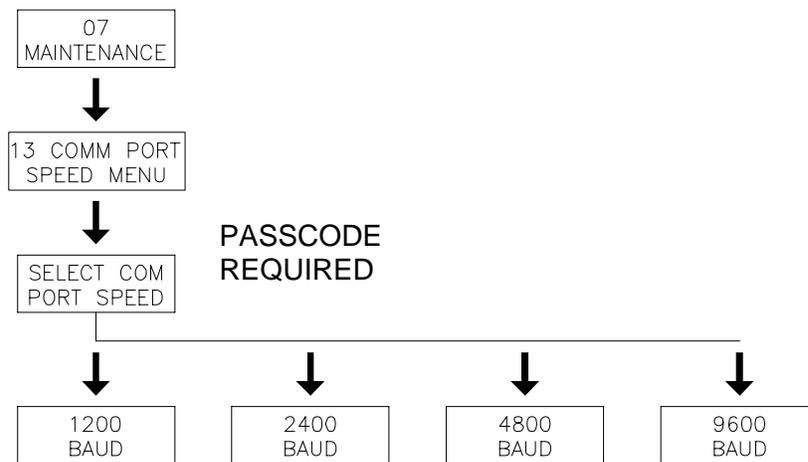 07
MAINTENANCE
13 COMM PORT
SPEED MENU
PASSCODE
REQUIRED
SELECT COM
PORT SPEED
1200
BAUD
2400
BAUD
4800
BAUD
9600
BAUD